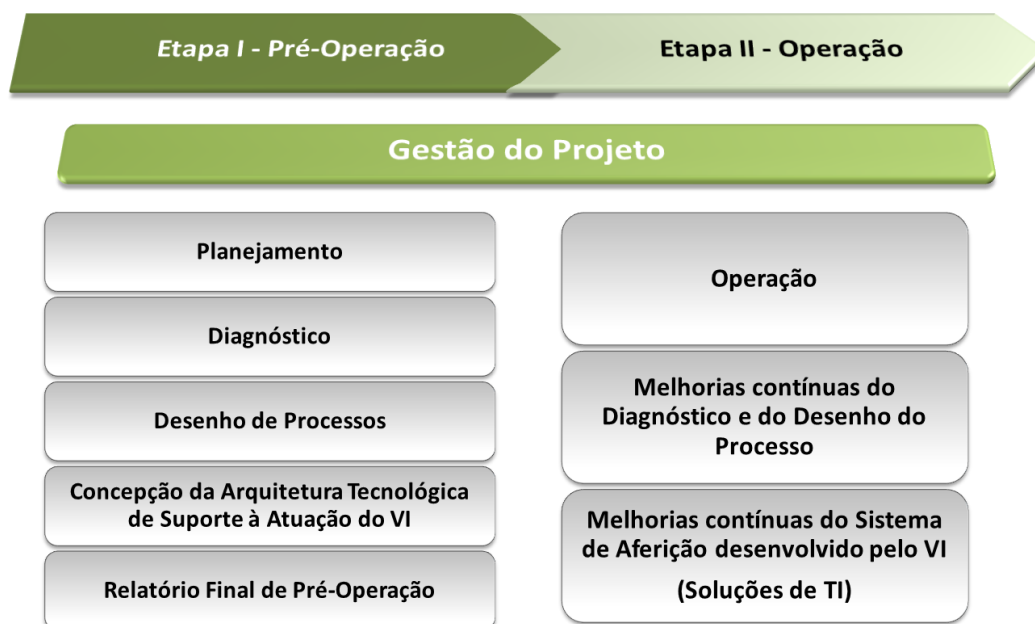 Etapa I - Pré-Operação
Etapa II - Operação
Gestão do Projeto
Planejamento
Diagnóstico
Desenho de Processos
Concepção da Arquitetura Tecnológica
de Suporte à Atuação do VI
Relatório Final de Pré-Operação
Operação
Melhorias contínuas do
Diagnóstico e do Desenho do
Processo
Melhorias contínuas do Sistema
de Aferição desenvolvido pelo VI
(Soluções de TI)